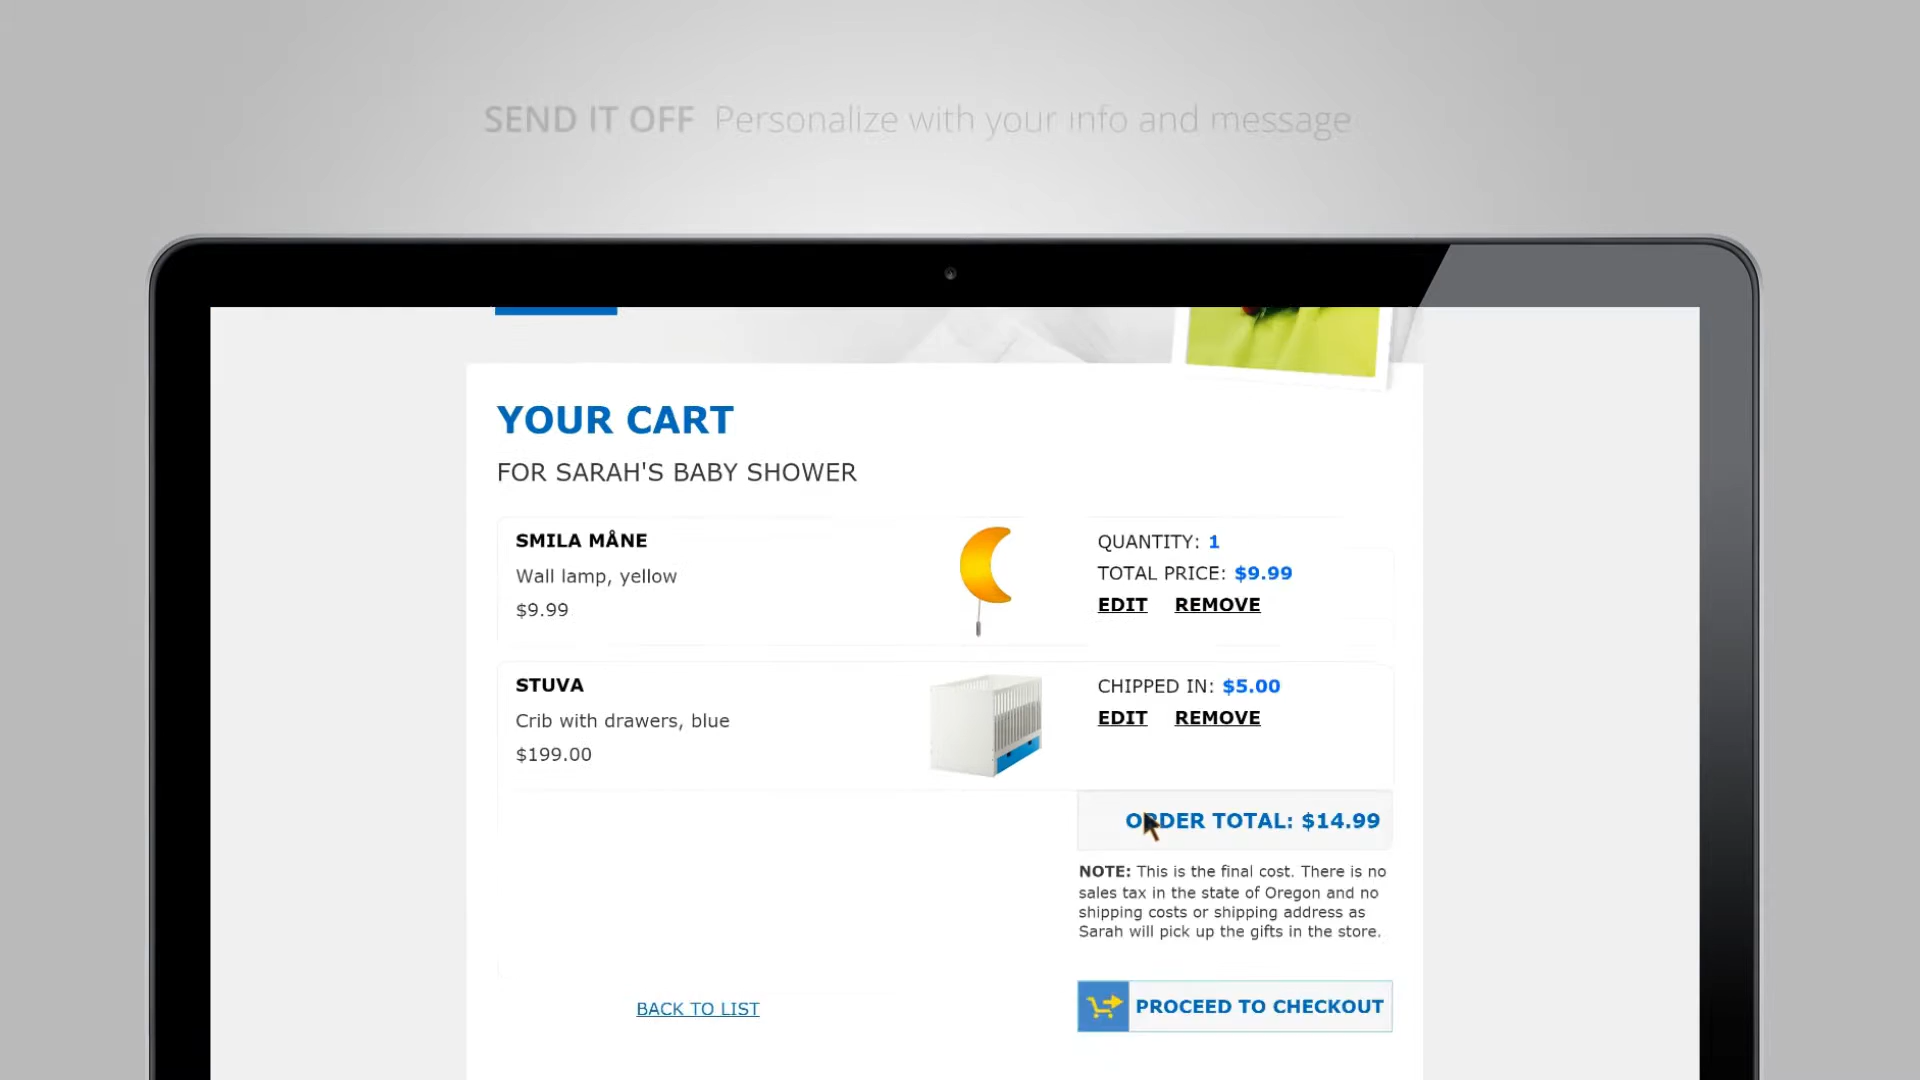 SEND IT OFF Personalize with your info and message
YOUR CART
FOR SARAH'S BABY SHOWER
SMILA MÅNE
Wall lamp, yellow
$9.99
QUANTITY: 1
TOTAL PRICE: $9.99
EDIT REMOVE
STUVA
Crib with drawers, blue
$199.00
CHIPPED IN: $5.00
EDIT REMOVE
ORDER TOTAL: $14.99
NOTE: This is the final cost. There is no
sales tax in the state of Oregon and no
shipping costs or shipping address as
Sarah will pick up the gifts in the store.
BACK TO LIST
PROCEED TO CHECKOUT